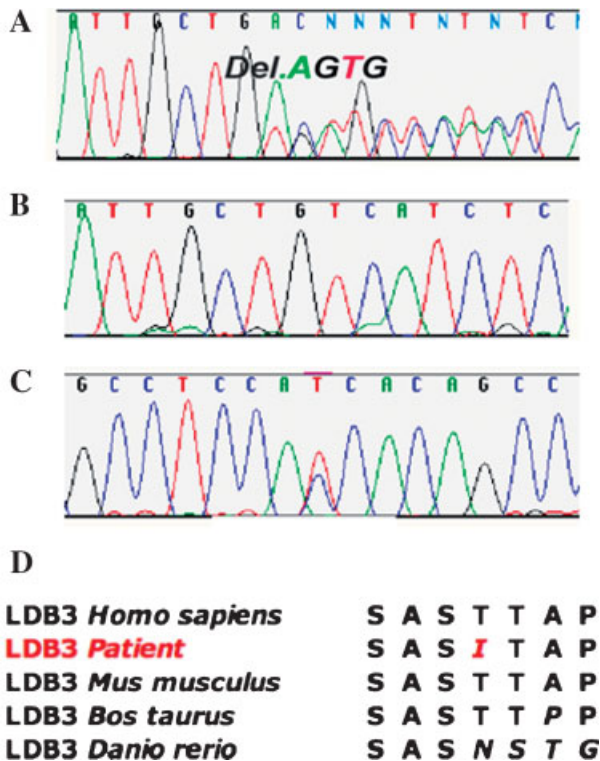 A
A T T G C T G A C N N N T N T N T C N
Del.AGTG
B
A T T G C T G T C A T C T C
C
G C C T C C A T C A C A G C C
D
LDB3 Homo sapiens S A S T T A P
LDB3 Patient S A S I T A P
LDB3 Mus musculus S A S T T A P
LDB3 Bos taurus S A S T T P P
LDB3 Danio rerio S A S N S T G